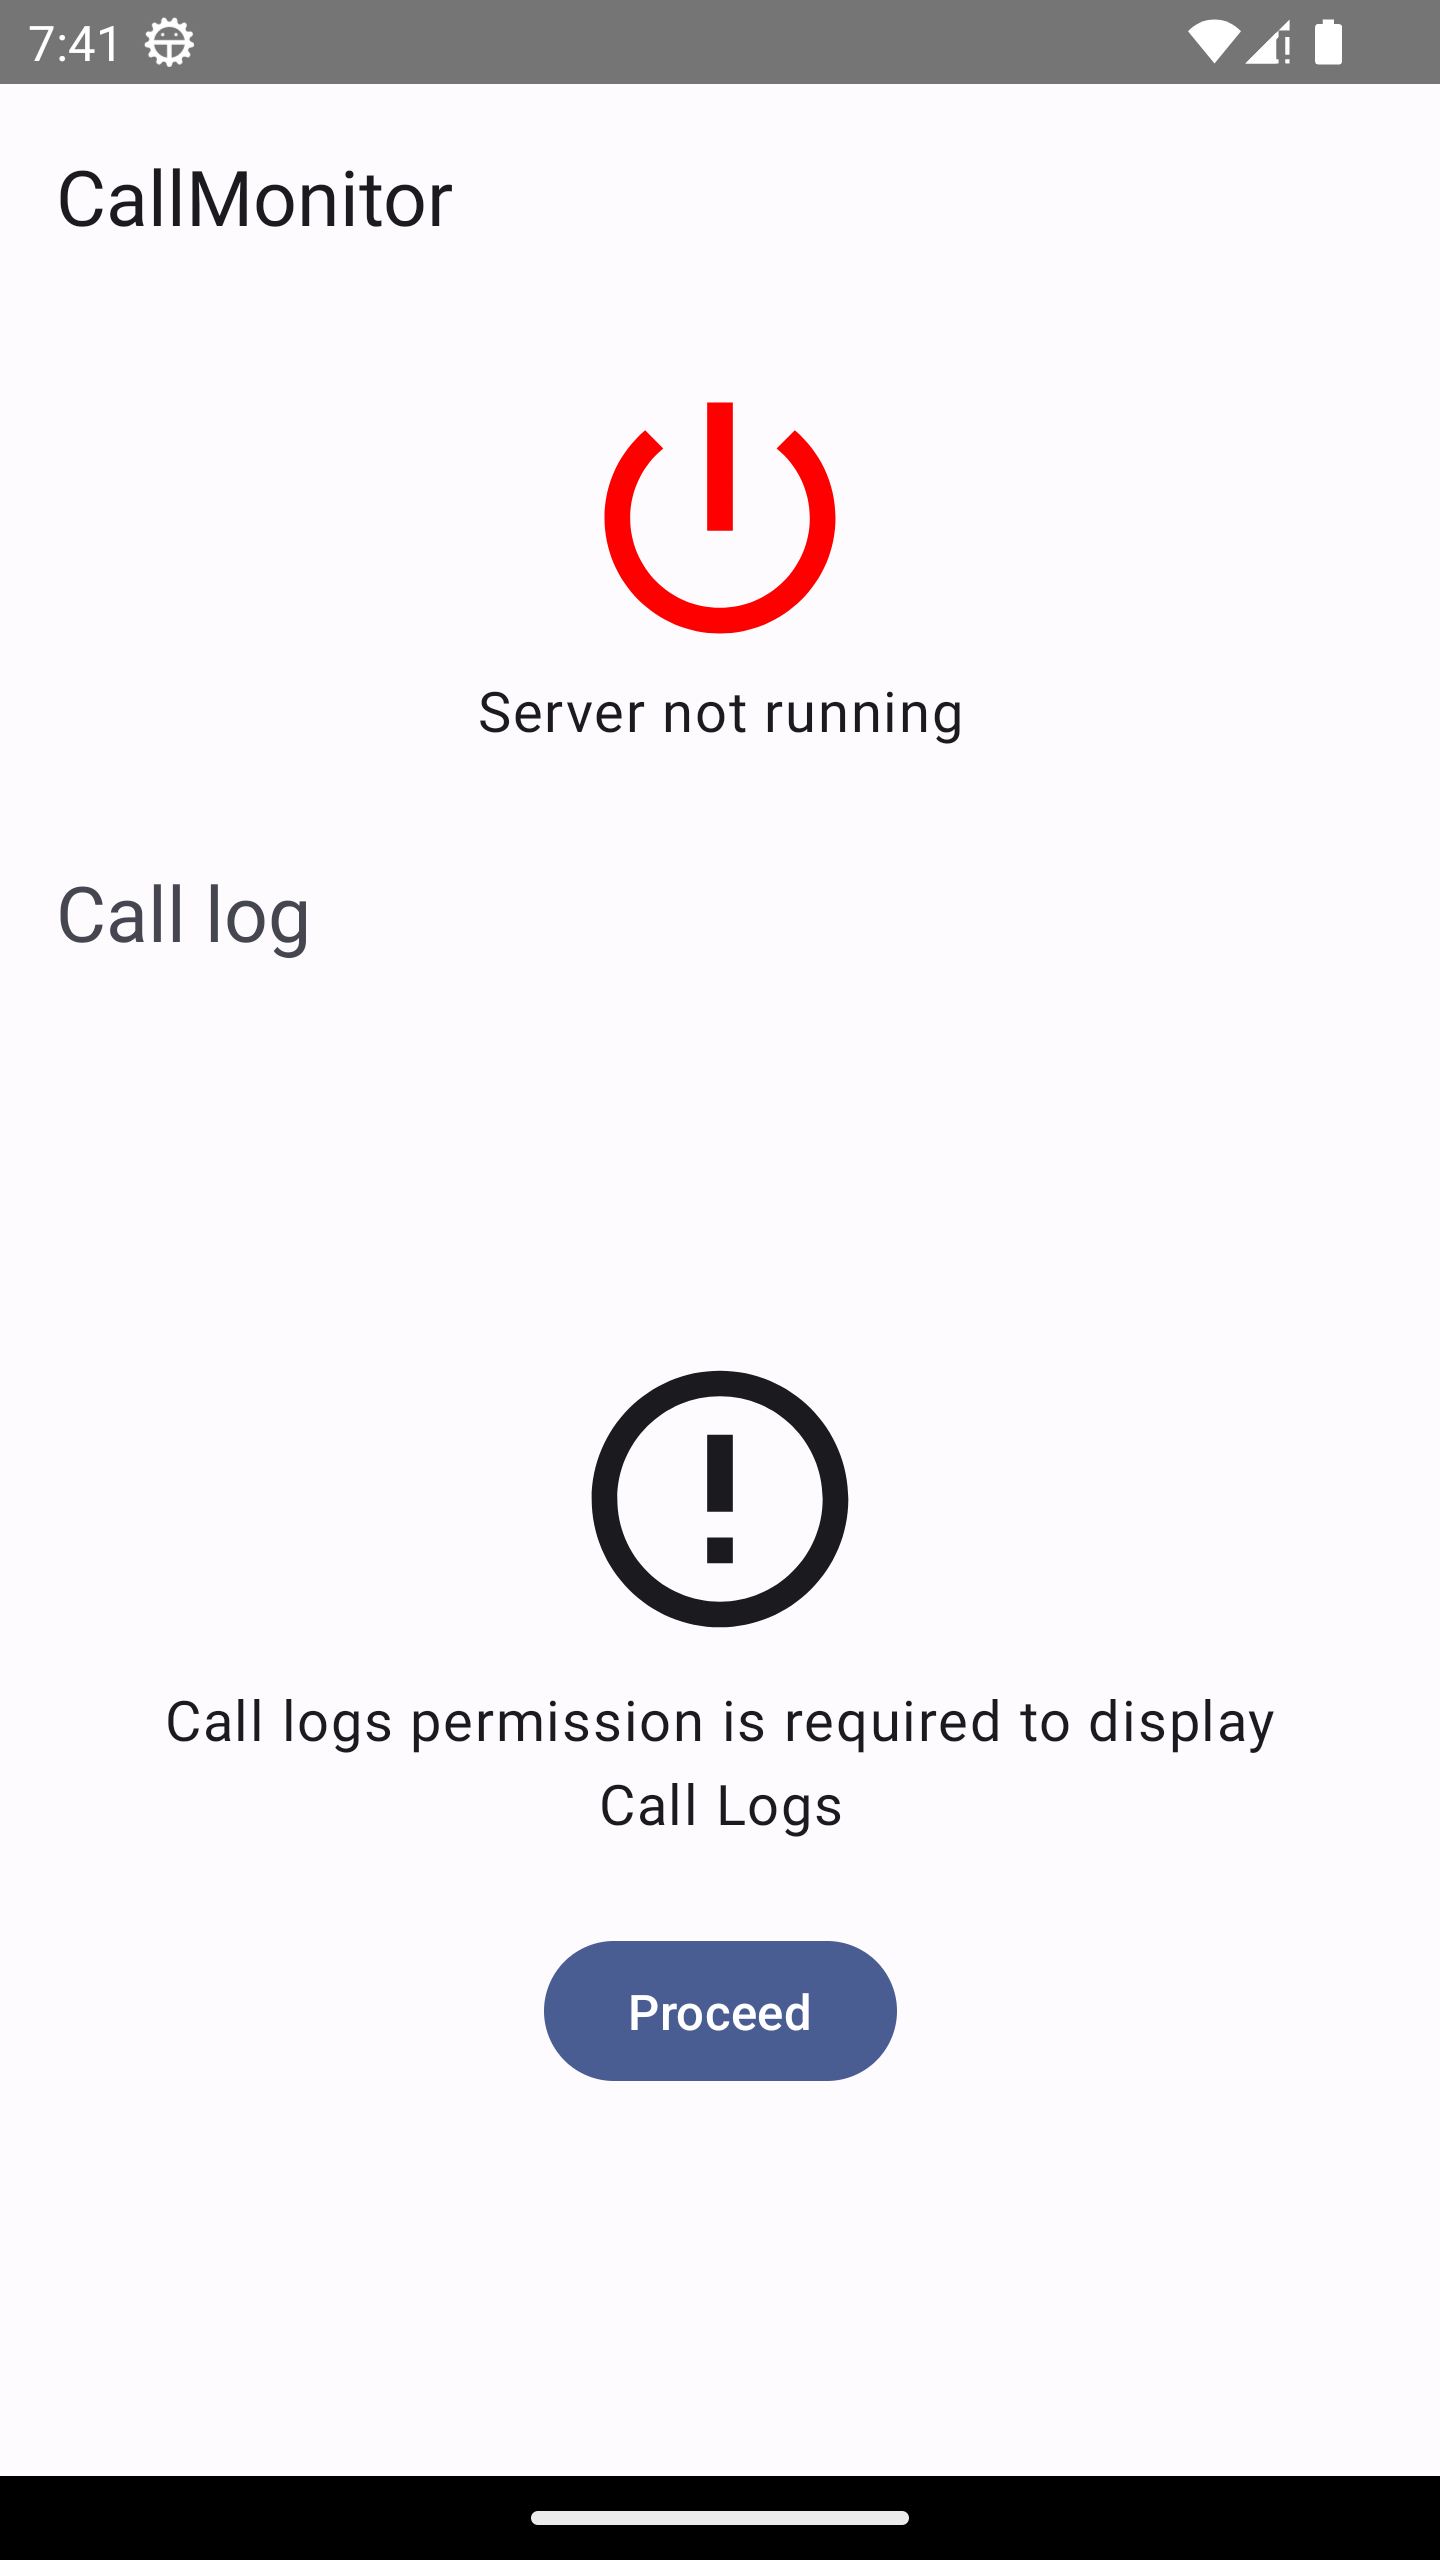 7:41
CallMonitor
Server not running
Call log
Call logs permission is required to display
Call Logs
Proceed